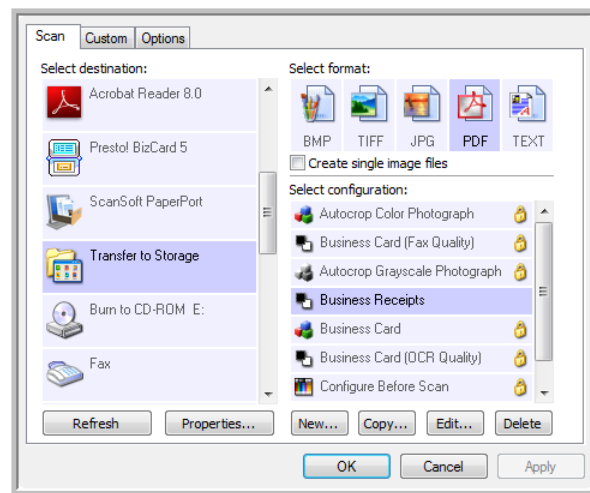 Scan Custom Options
Select destination:
Acrobat Reader 8.0
Presto! BizCard 5
ScanSoft PaperPort
Transfer to Storage
Burn to CD-ROM E:
Fax
Refresh Properties...
Select format:
BMP TIFF JPG PDF TEXT
Create single image files
Select configuration:
Autocrop Color Photograph
Business Card (Fax Quality)
Autocrop Grayscale Photograph
Business Receipts
Business Card
Business Card (OCR Quality)
Configure Before Scan
New... Copy... Edit... Delete
OK Cancel Apply